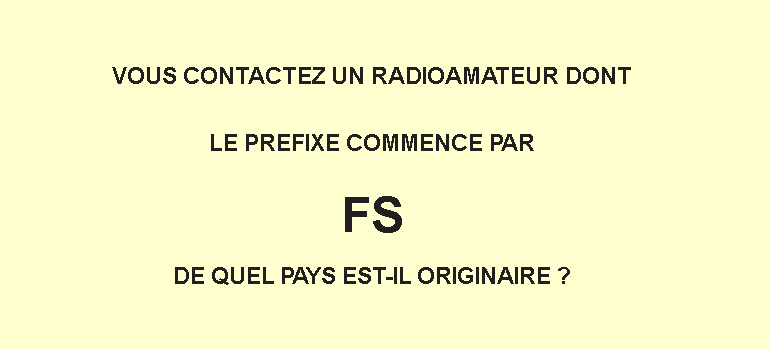 VOUS CONTACTEZ UN RADIOAMATEUR DONT
LE PREFIXE COMMENCE PAR
FS
DE QUEL PAYS EST-IL ORIGINAIRE ?